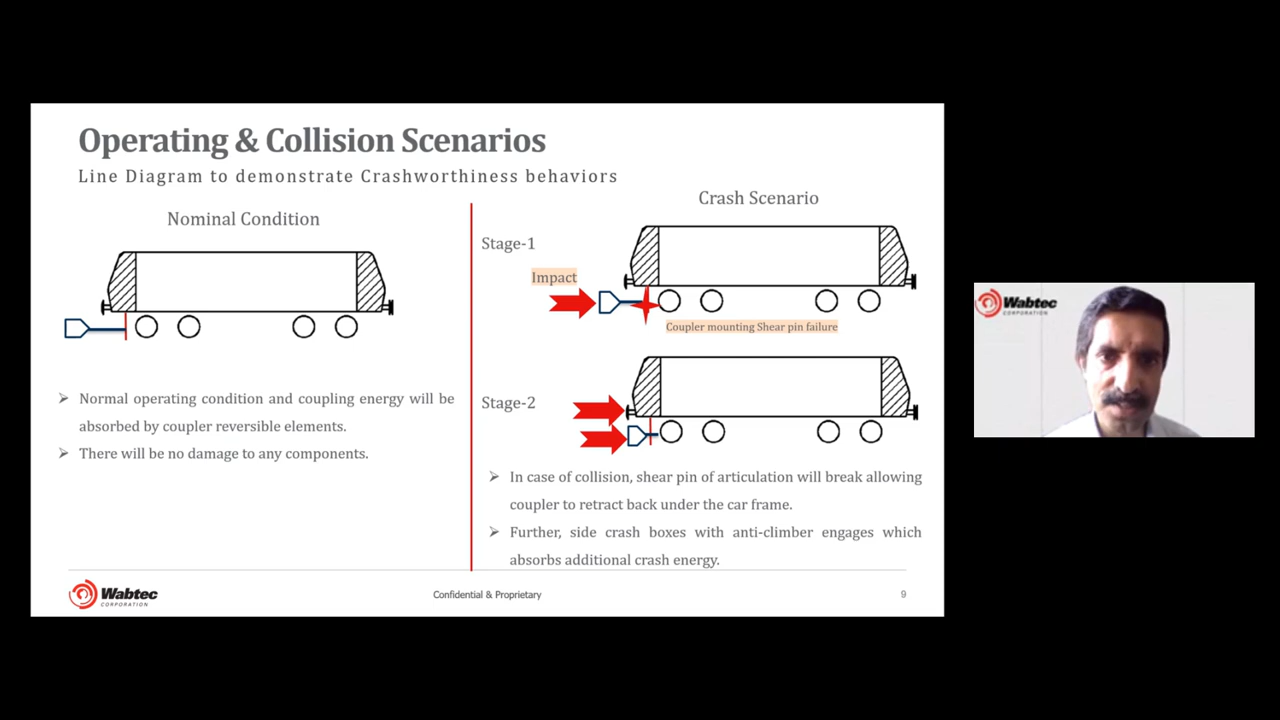 Operating & Collision Scenarios
Line Diagram to demonstrate Crashworthiness behaviors
Nominal Condition
➢ Normal operating condition and coupling energy will be
absorbed by coupler reversible elements.
➢ There will be no damage to any components.
Crash Scenario
Stage-1
Impact
Coupler mounting Shear pin failure
Stage-2
➢ In case of collision, shear pin of articulation will break allowing
coupler to retract back under the car frame.
➢ Further, side crash boxes with anti-climber engages which
absorbs additional crash energy.
Wabtec
CORPORATION
Confidential & Proprietary
9
Wabtec
CORPORATION